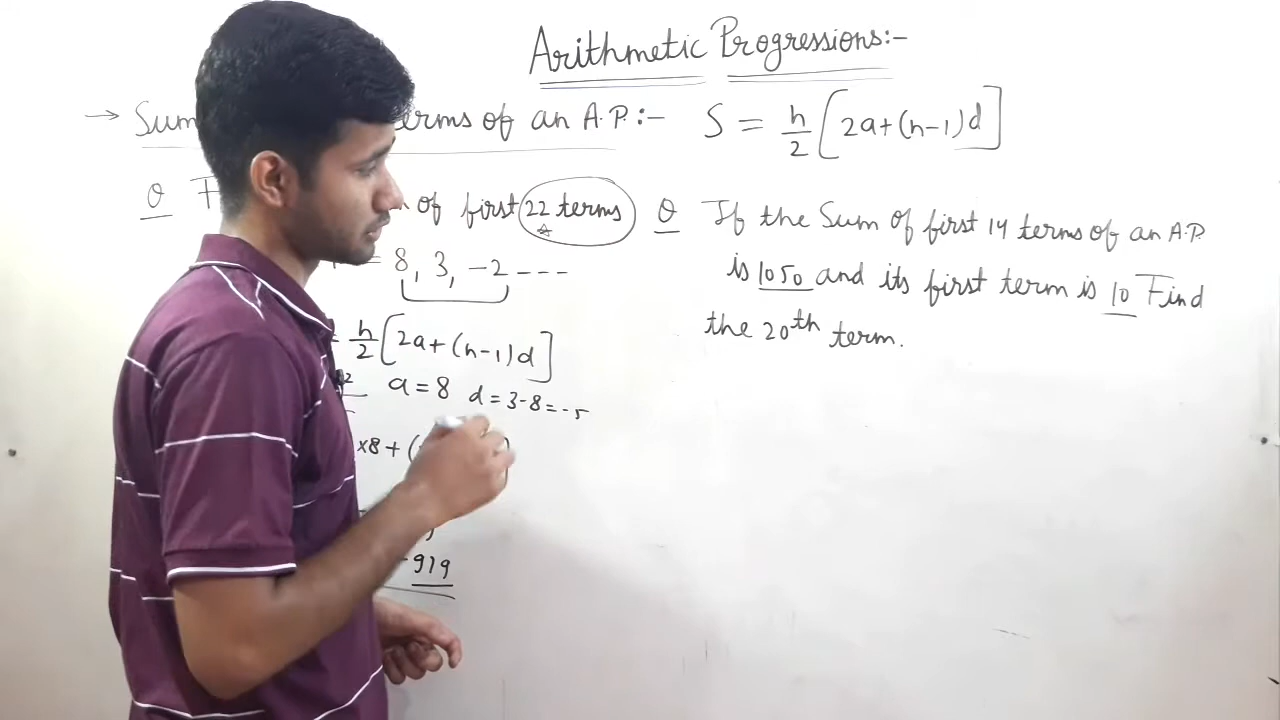 Arithmetic Progressions:-
→ Sum erms of an A.P.:- S = n/2 [2a+(n-1)d]
Q F of first 22 terms
= 8, 3, -2 ---
= n/2 [2a+(n-1)d]
a = 8 d = 3-8 = -5
x8 + (
-919
Q If the Sum of first 14 terms of an A.P.
is 1050 and its first term is 10 Find
the 20th term.